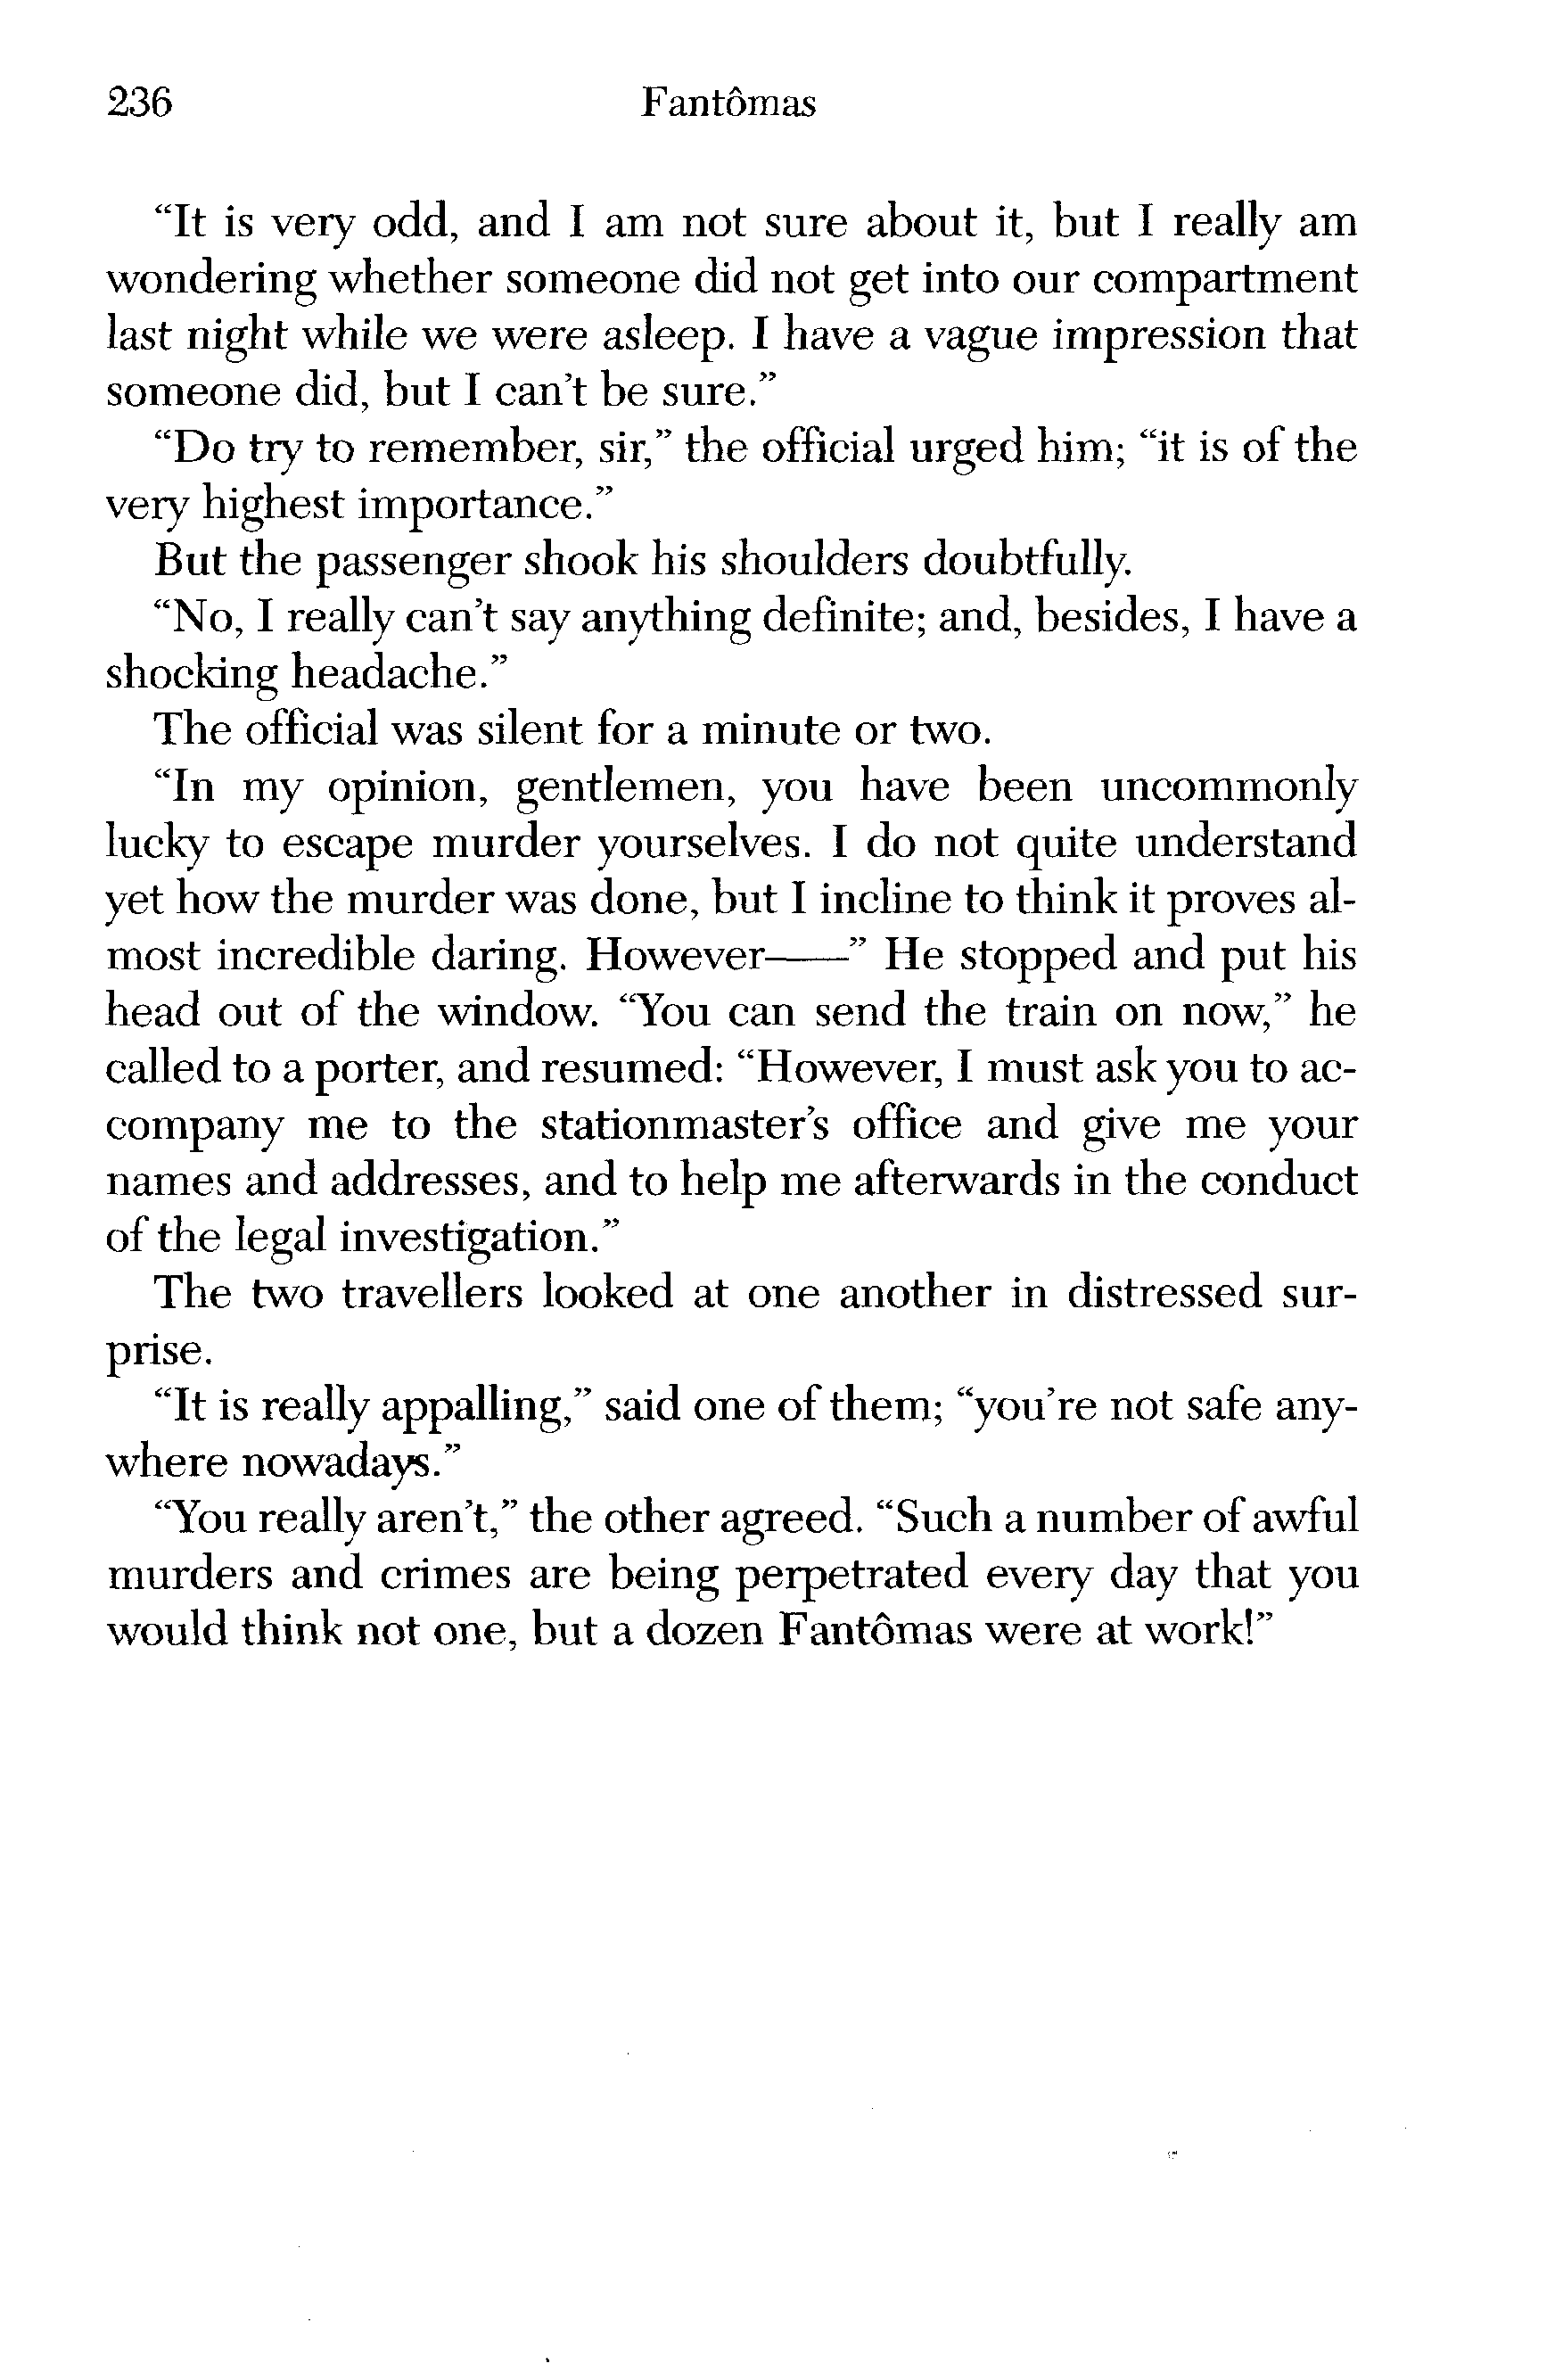 236 Fantômas
“It is very odd, and I am not sure about it, but I really am
wondering whether someone did not get into our compartment
last night while we were asleep. I have a vague impression that
someone did, but I can’t be sure.”
“Do try to remember, sir,” the official urged him; “it is of the
very highest importance.”
But the passenger shook his shoulders doubtfully.
“No, I really can’t say anything definite; and, besides, I have a
shocking headache.”
The official was silent for a minute or two.
“In my opinion, gentlemen, you have been uncommonly
lucky to escape murder yourselves. I do not quite understand
yet how the murder was done, but I incline to think it proves al-
most incredible daring. However——” He stopped and put his
head out of the window. “You can send the train on now,” he
called to a porter, and resumed: “However, I must ask you to ac-
company me to the stationmaster’s office and give me your
names and addresses, and to help me afterwards in the conduct
of the legal investigation.”
The two travellers looked at one another in distressed sur-
prise.
“It is really appalling,” said one of them; “you’re not safe any-
where nowadays.”
“You really aren’t,” the other agreed. “Such a number of awful
murders and crimes are being perpetrated every day that you
would think not one, but a dozen Fantômas were at work!”